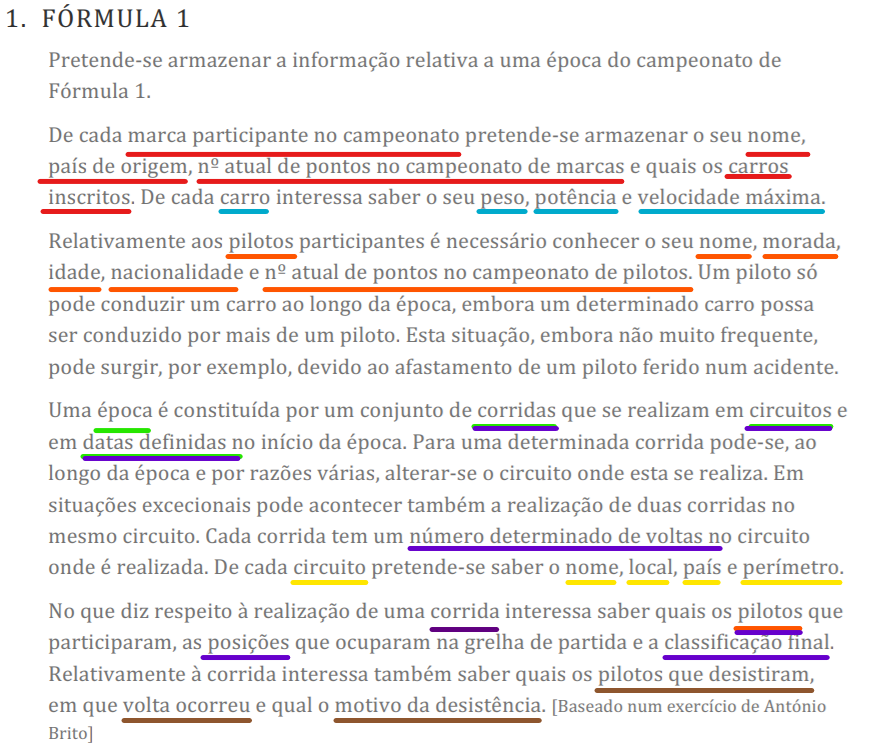 1. FÓRMULA 1
Pretende-se armazenar a informação relativa a uma época do campeonato de
Fórmula 1.
De cada marca participante no campeonato pretende-se armazenar o seu nome,
país de origem, nº atual de pontos no campeonato de marcas e quais os carros
inscritos. De cada carro interessa saber o seu peso, potência e velocidade máxima.
Relativamente aos pilotos participantes é necessário conhecer o seu nome, morada,
idade, nacionalidade e nº atual de pontos no campeonato de pilotos. Um piloto só
pode conduzir um carro ao longo da época, embora um determinado carro possa
ser conduzido por mais de um piloto. Esta situação, embora não muito frequente,
pode surgir, por exemplo, devido ao afastamento de um piloto ferido num acidente.
Uma época é constituída por um conjunto de corridas que se realizam em circuitos e
em datas definidas no início da época. Para uma determinada corrida pode-se, ao
longo da época e por razões várias, alterar-se o circuito onde esta se realiza. Em
situações excecionais pode acontecer também a realização de duas corridas no
mesmo circuito. Cada corrida tem um número determinado de voltas no circuito
onde é realizada. De cada circuito pretende-se saber o nome, local, país e perímetro.
No que diz respeito à realização de uma corrida interessa saber quais os pilotos que
participaram, as posições que ocuparam na grelha de partida e a classificação final.
Relativamente à corrida interessa também saber quais os pilotos que desistiram,
em que volta ocorreu e qual o motivo da desistência. [Baseado num exercício de António
Brito]